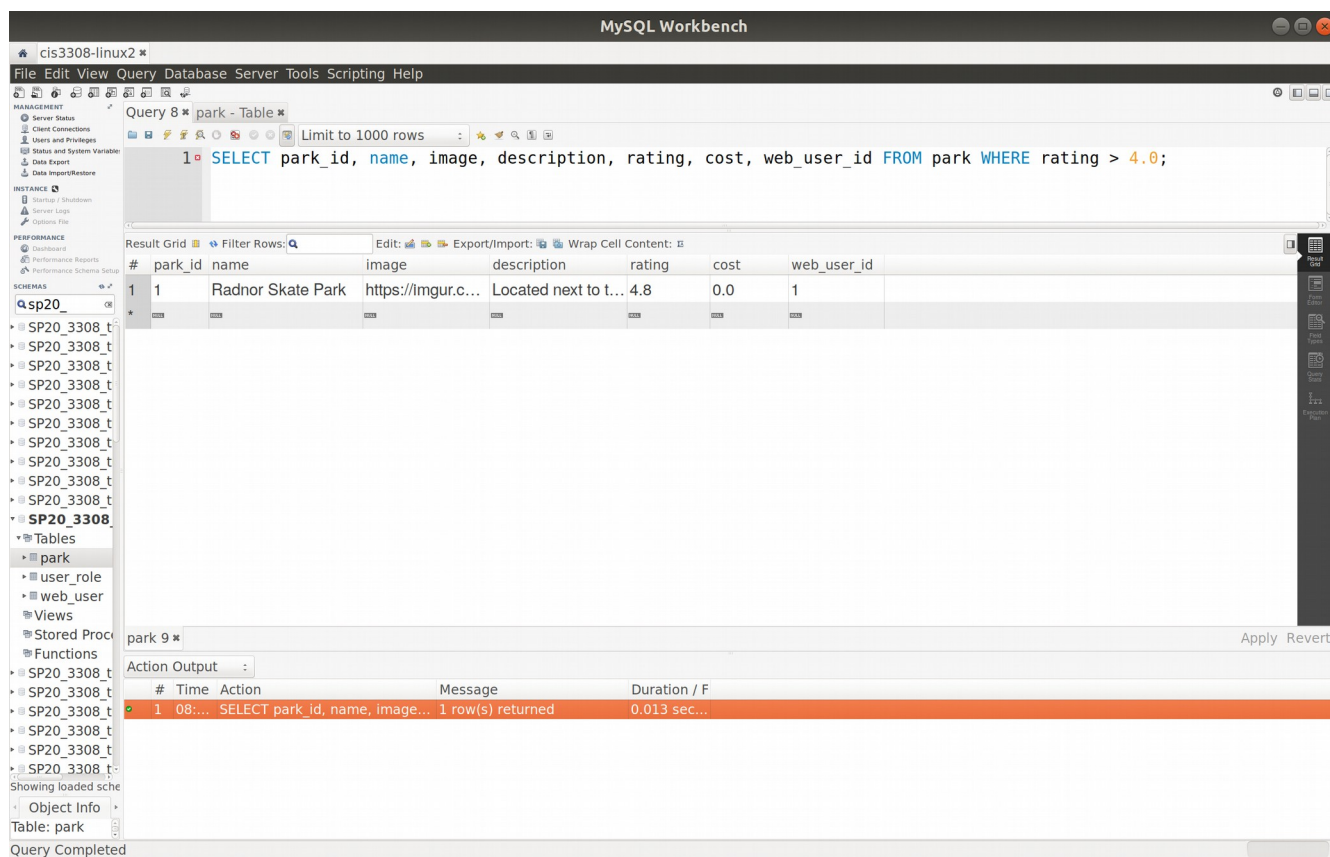 MySQL Workbench
cis3308-linux2
File Edit View Query Database Server Tools Scripting Help
MANAGEMENT
Server Status
Client Connections
Users and Privileges
Status and System Variable
Data Export
Data Import/Restore
INSTANCE
Startup / Shutdown
Server Logs
Options File
PERFORMANCE
Dashboard
Performance Reports
Performance Schema Setup
SCHEMAS
sp20_
SP20_3308_t
SP20_3308_t
SP20_3308_t
SP20_3308_t
SP20_3308_t
SP20_3308_t
SP20_3308_t
SP20_3308_t
SP20_3308_t
SP20_3308_t
SP20_3308_
Tables
park
user_role
web_user
Views
Stored Proc
Functions
SP20_3308_t
SP20_3308_t
SP20_3308_t
SP20_3308_t
SP20_3308_t
SP20_3308_t
Showing loaded sche
Object Info
Table: park
Query 8 park - Table
Limit to 1000 rows
1 SELECT park_id, name, image, description, rating, cost, web_user_id FROM park WHERE rating > 4.0;
Result Grid Filter Rows: Edit: Export/Import: Wrap Cell Content:
# park_id name image description rating cost web_user_id
1 1 Radnor Skate Park https://imgur.c... Located next to t... 4.8 0.0 1
* NULL NULL NULL NULL NULL NULL NULL
Result Grid
Form Editor
Field Types
Query Stats
Execution Plan
park 9 Apply Revert
Action Output
# Time Action Message Duration / F
1 08:... SELECT park_id, name, image... 1 row(s) returned 0.013 sec...
Query Completed